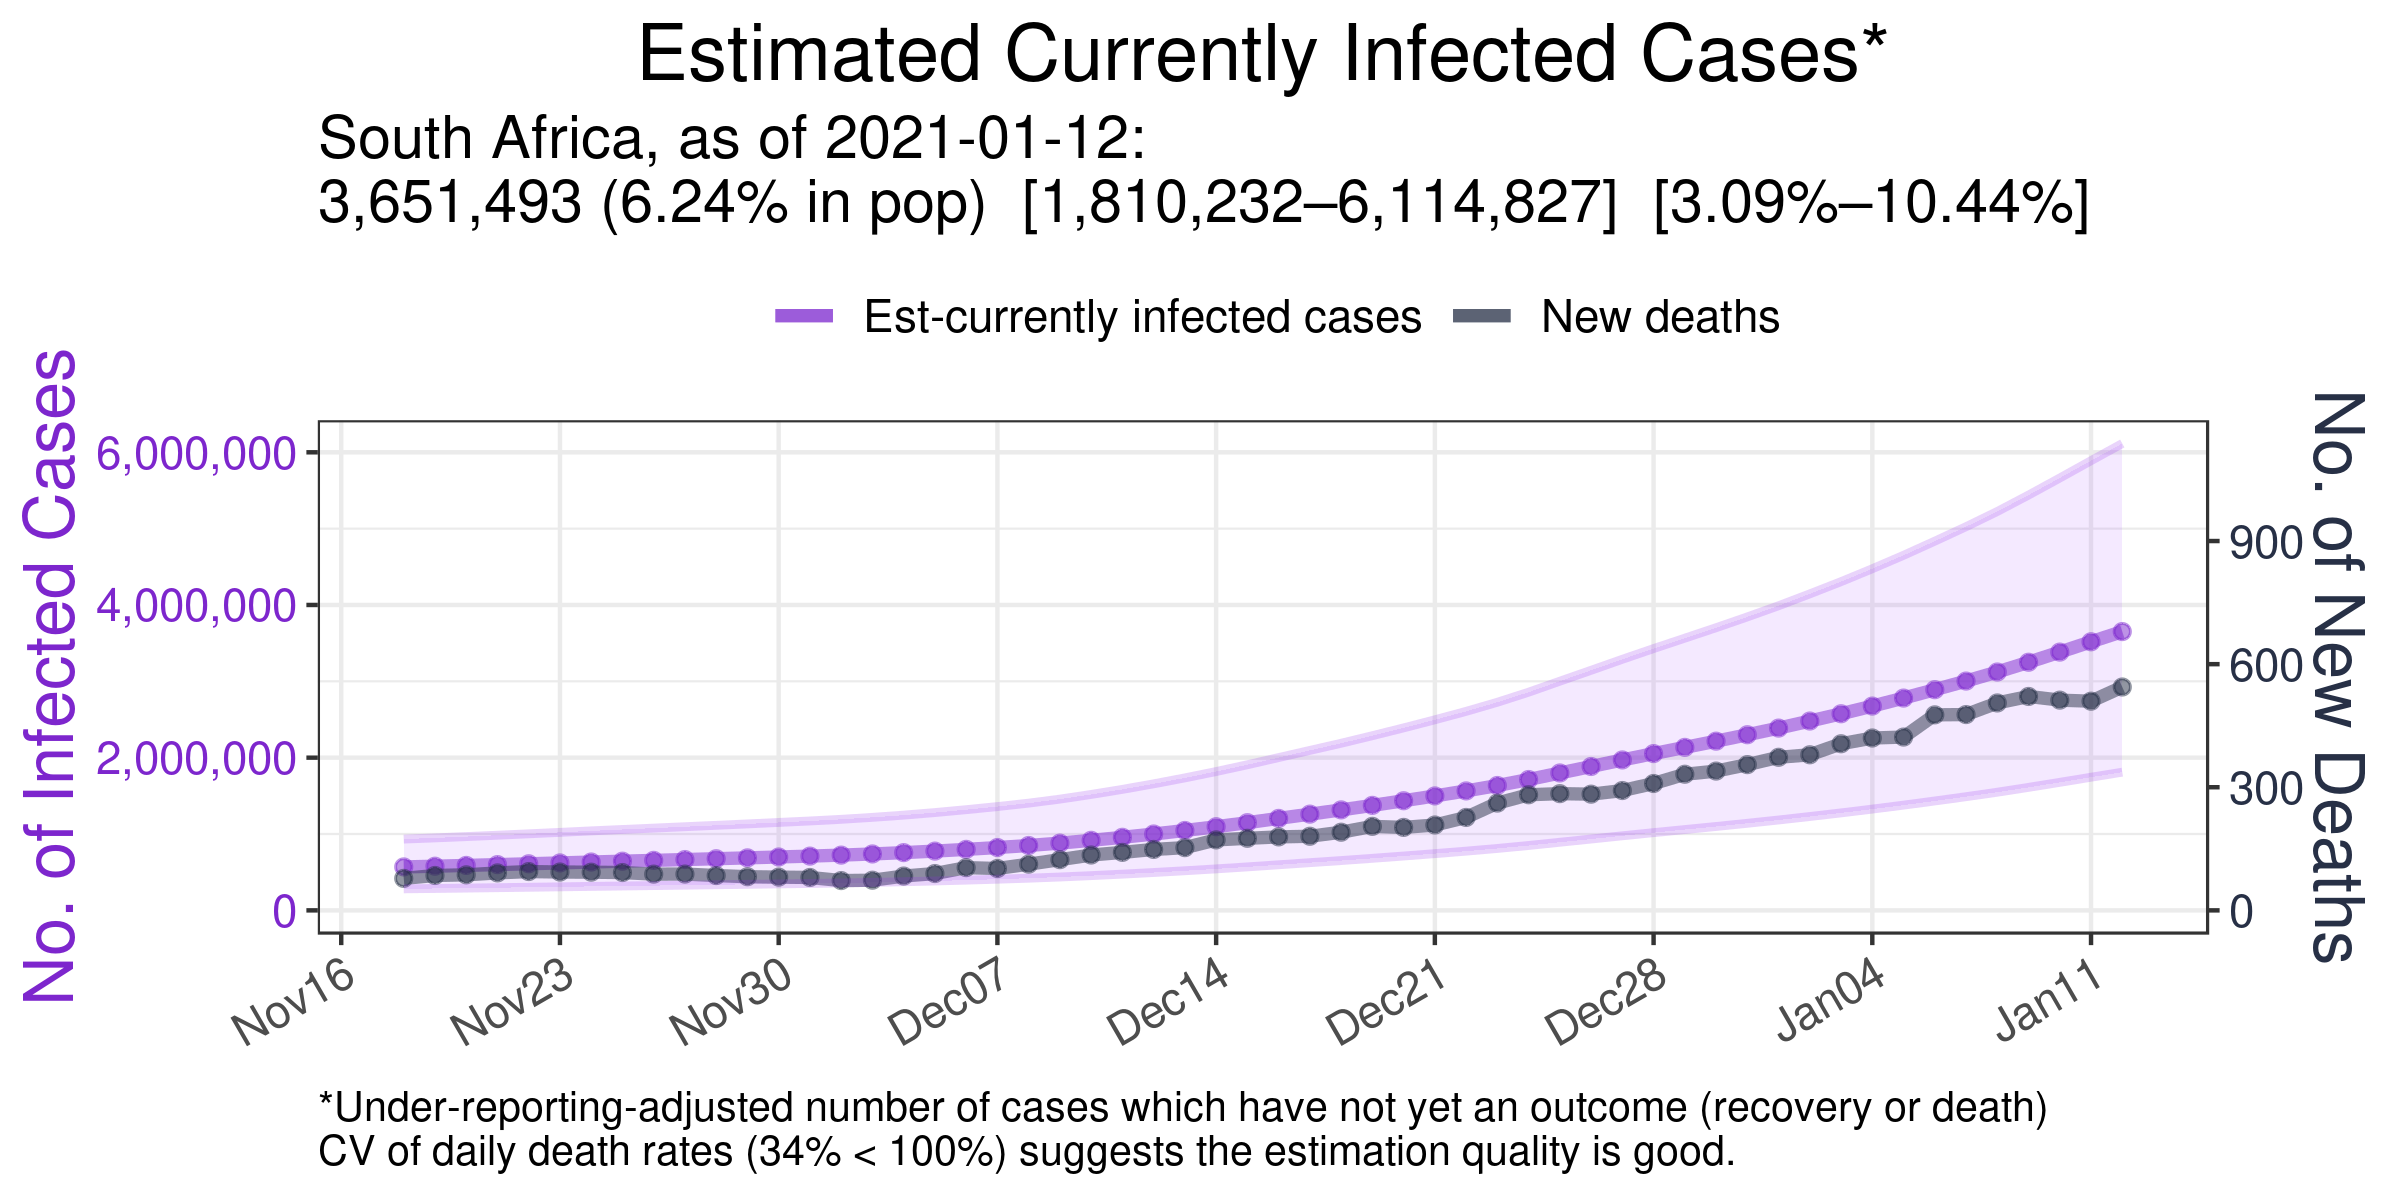 Estimated Currently Infected Cases*
South Africa, as of 2021-01-12:
3,651,493 (6.24% in pop) [1,810,232–6,114,827] [3.09%–10.44%]
Est-currently infected cases
New deaths
No. of Infected Cases
6,000,000
4,000,000
2,000,000
0
900
600
300
0
No. of New Deaths
Nov16
Nov23
Nov30
Dec07
Dec14
Dec21
Dec28
Jan04
Jan11
*Under-reporting-adjusted number of cases which have not yet an outcome (recovery or death)
CV of daily death rates (34% < 100%) suggests the estimation quality is good.